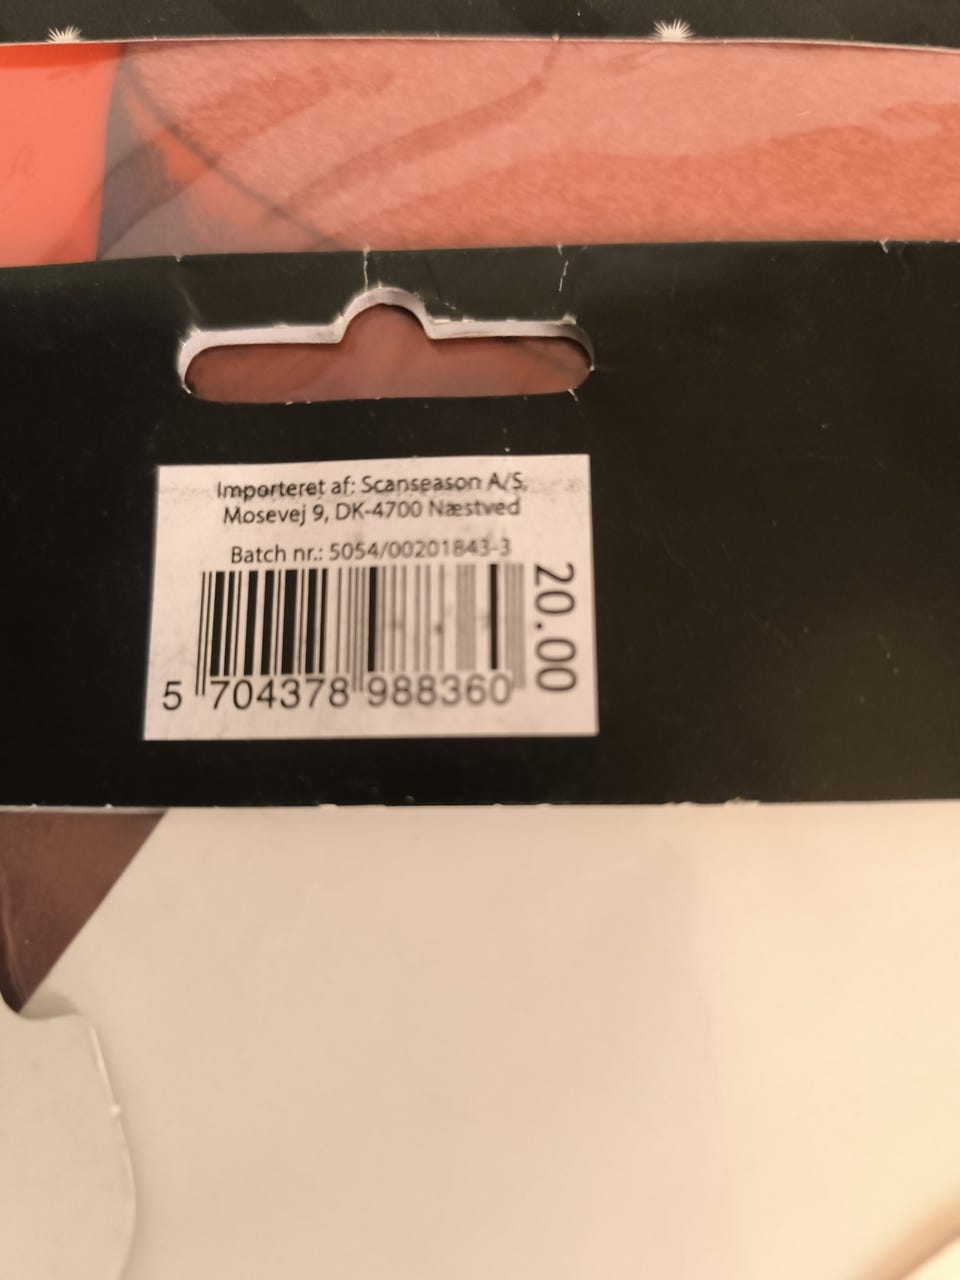 Importeret af: Scanseason A/S,
Mosevej 9, DK-4700 Næstved
Batch nr.: 5054/00201843-3
20.00
5 704378 988360